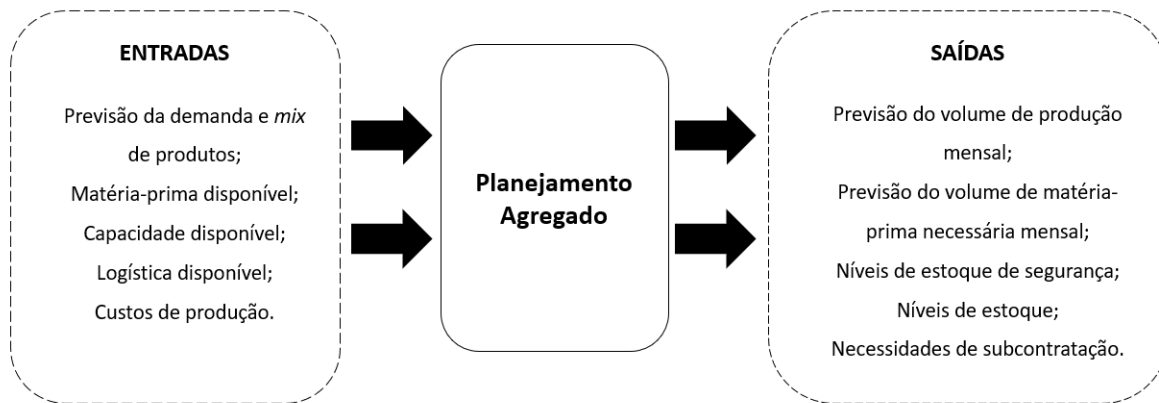 ENTRADAS
Previsão da demanda e mix
de produtos;
Matéria-prima disponível;
Capacidade disponível;
Logística disponível;
Custos de produção.
Planejamento
Agregado
SAÍDAS
Previsão do volume de produção
mensal;
Previsão do volume de matéria-
prima necessária mensal;
Níveis de estoque de segurança;
Níveis de estoque;
Necessidades de subcontratação.